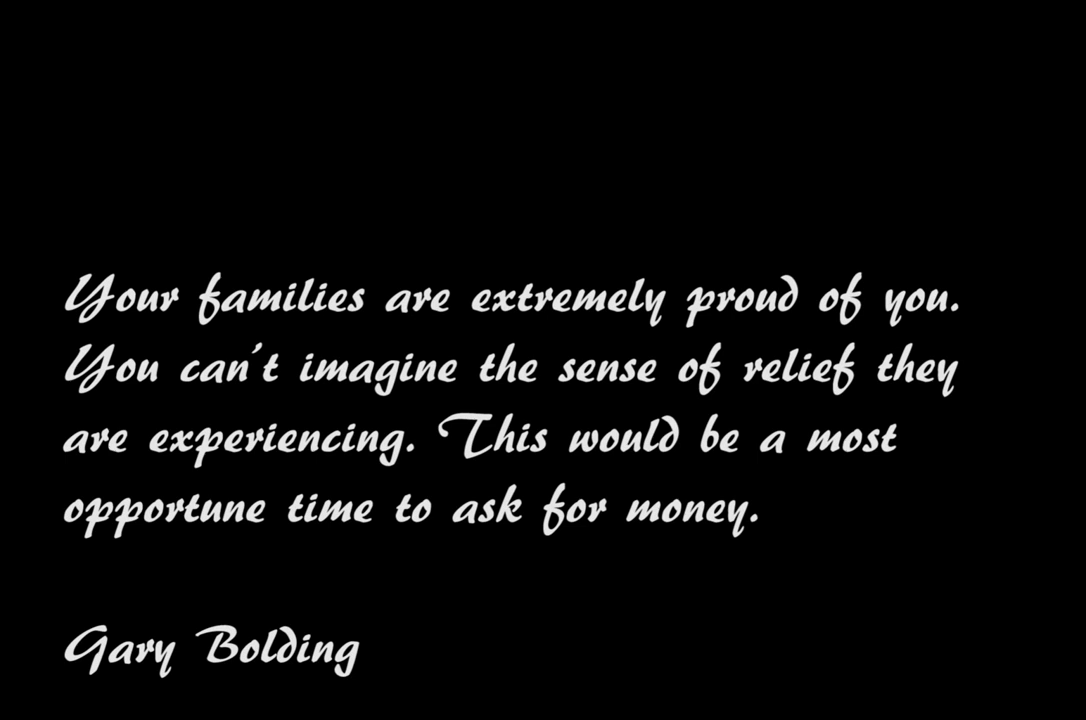 Your families are extremely proud of you.
You can't imagine the sense of relief they
are experiencing. This would be a most
opportune time to ask for money.
Gary Bolding